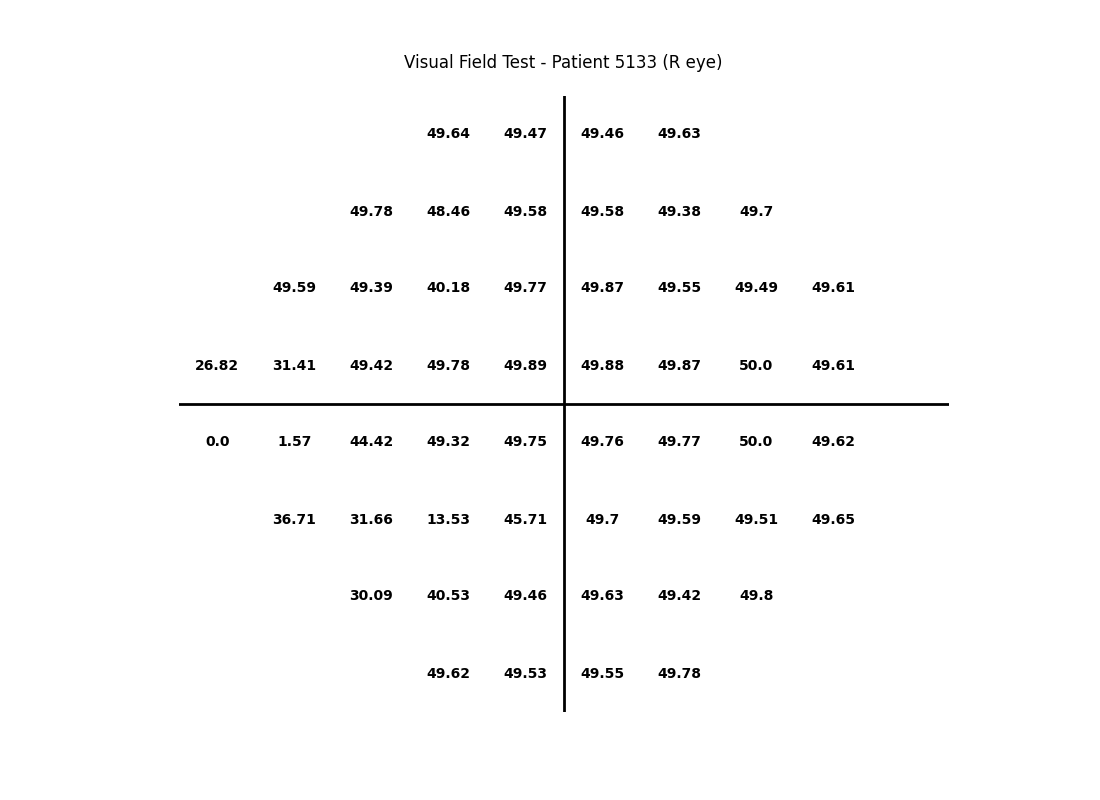 Visual Field Test - Patient 5133 (R eye)
49.64 49.47 49.46 49.63
49.78 48.46 49.58 49.58 49.38 49.7
49.59 49.39 40.18 49.77 49.87 49.55 49.49 49.61
26.82 31.41 49.42 49.78 49.89 49.88 49.87 50.0 49.61
0.0 1.57 44.42 49.32 49.75 49.76 49.77 50.0 49.62
36.71 31.66 13.53 45.71 49.7 49.59 49.51 49.65
30.09 40.53 49.46 49.63 49.42 49.8
49.62 49.53 49.55 49.78